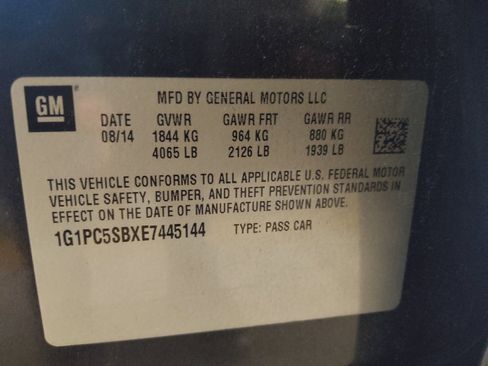 GM
MFD BY GENERAL MOTORS LLC
DATE GVWR GAWR FRT GAWR RR
08/14 1844 KG 964 KG 880 KG
4065 LB 2126 LB 1939 LB
THIS VEHICLE CONFORMS TO ALL APPLICABLE U.S. FEDERAL MOTOR
VEHICLE SAFETY, BUMPER, AND THEFT PREVENTION STANDARDS IN
EFFECT ON THE DATE OF MANUFACTURE SHOWN ABOVE.
1G1PC5SBXE7445144 TYPE: PASS CAR